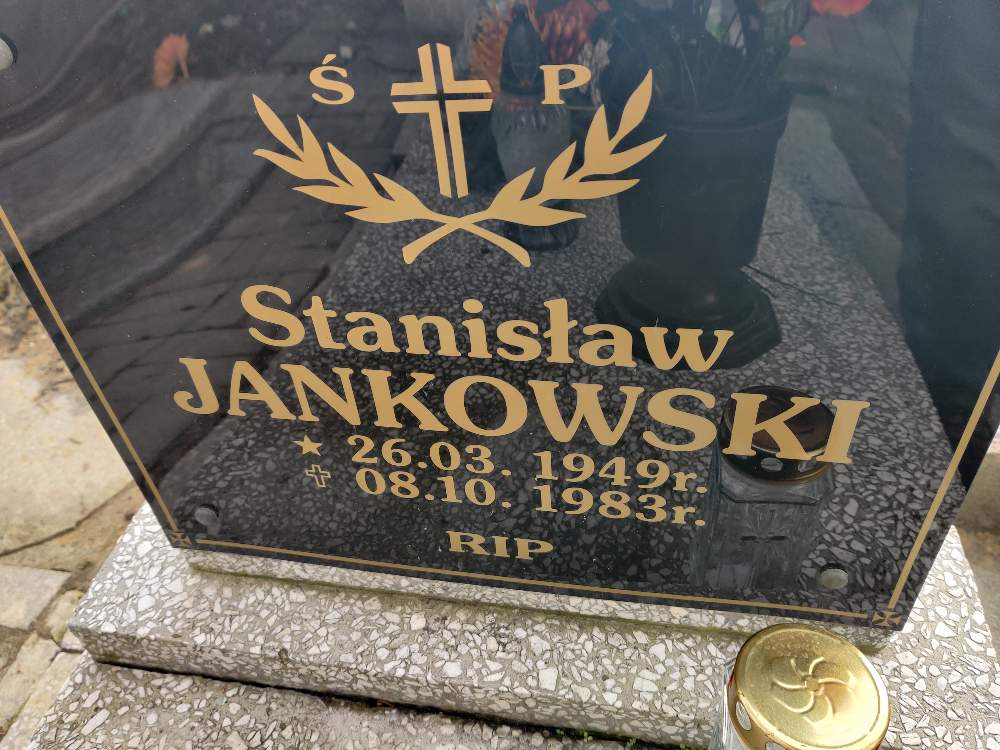 Ś P
Stanisław
JANKOWSKI
26.03. 1949r.
08.10. 1983r.
RIP